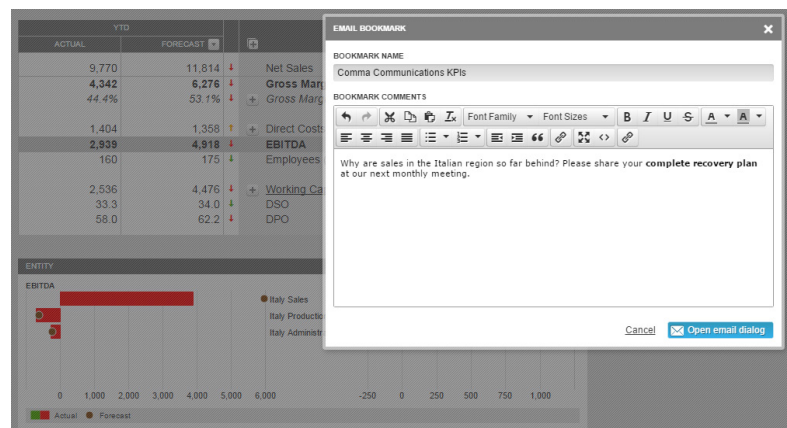 YTD
ACTUAL FORECAST
9,770 11,814 Net Sales
4,342 6,276 Gross Marg
44.4% 53.1% Gross Marg
1,404 1,358 Direct Costs
2,939 4,918 EBITDA
160 175 Employees
2,536 4,476 Working Ca
33.3 34.0 DSO
58.0 62.2 DPO
ENTITY
EBITDA
Italy Sales
Italy Productio
Italy Administr
0 1,000 2,000 3,000 4,000 5,000 6,000 -250 0 250 500 750 1,000
Actual Forecast
EMAIL BOOKMARK
BOOKMARK NAME
Comma Communications KPIs
BOOKMARK COMMENTS
Font Family Font Sizes B I U S A A
Why are sales in the Italian region so far behind? Please share your complete recovery plan
at our next monthly meeting.
Cancel Open email dialog